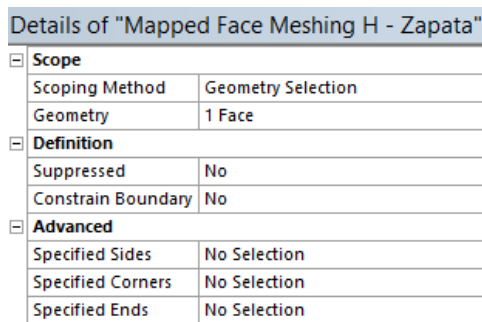 Details of "Mapped Face Meshing H - Zapata"
Scope
Scoping Method Geometry Selection
Geometry 1 Face
Definition
Suppressed No
Constrain Boundary No
Advanced
Specified Sides No Selection
Specified Corners No Selection
Specified Ends No Selection